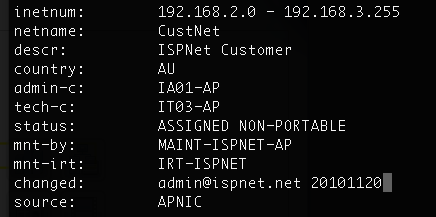 inetnum: 192.168.2.0 - 192.168.3.255
netname: CustNet
descr: ISPNet Customer
country: AU
admin-c: IA01-AP
tech-c: IT03-AP
status: ASSIGNED NON-PORTABLE
mnt-by: MAINT-ISPNET-AP
mnt-irt: IRT-ISPNET
changed: admin@ispnet.net 20101120
source: APNIC